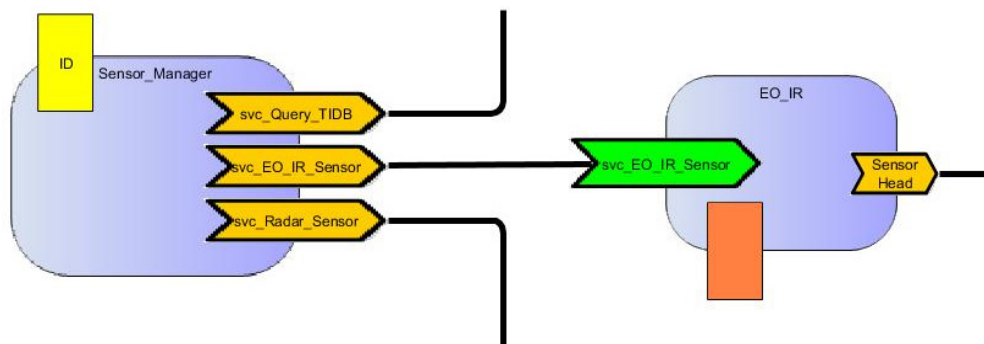 ID
Sensor_Manager
svc_Query_TIDB
svc_EO_IR_Sensor
svc_Radar_Sensor
EO_IR
svc_EO_IR_Sensor
Sensor
Head